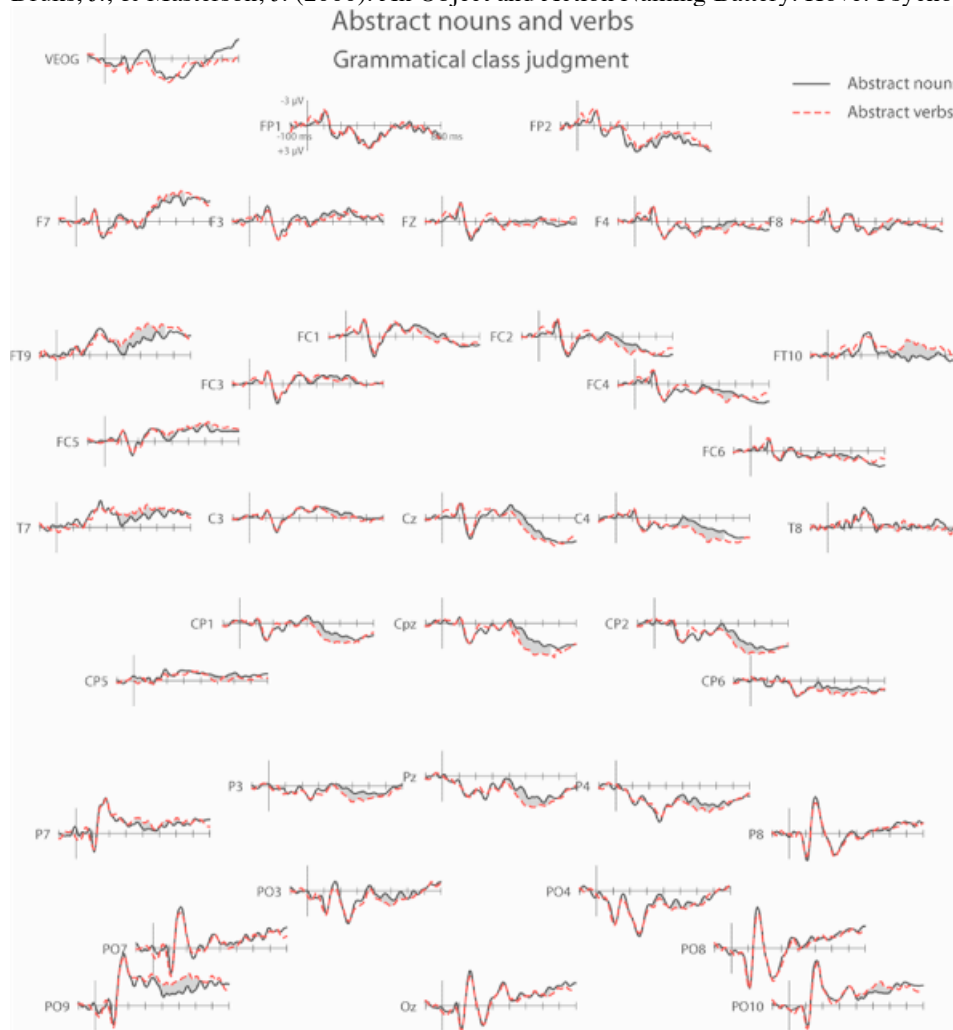 Abstract nouns and verbs
Grammatical class judgment
VEOG
Abstract noun
Abstract verbs
-3 µV
FP1
-100 ms
+3 µV
FP2
F7
F3
FZ
F4
F8
FT9
FC1
FC2
FT10
FC3
FC4
FC5
FC6
T7
C3
Cz
C4
T8
CP1
Cpz
CP2
CP5
CP6
P3
Pz
P4
P7
P8
PO3
PO4
PO7
PO8
PO9
Oz
PO10